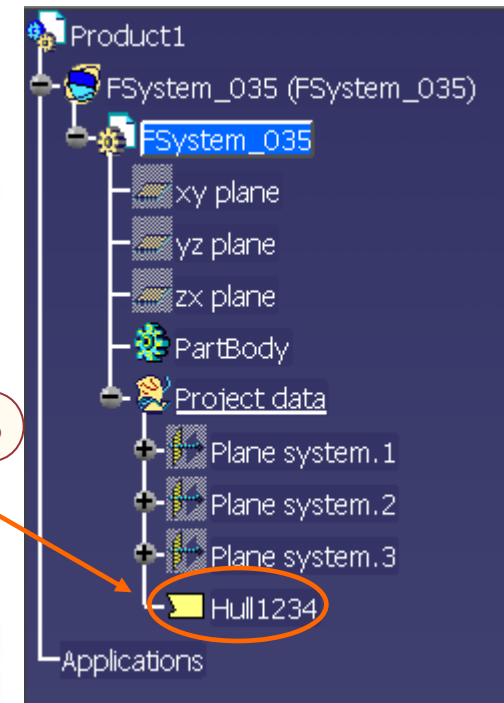 Product1
FSystem_035 (FSystem_035)
FSystem_035
xy plane
yz plane
zx plane
PartBody
Project data
Plane system.1
Plane system.2
Plane system.3
Hull1234
Applications